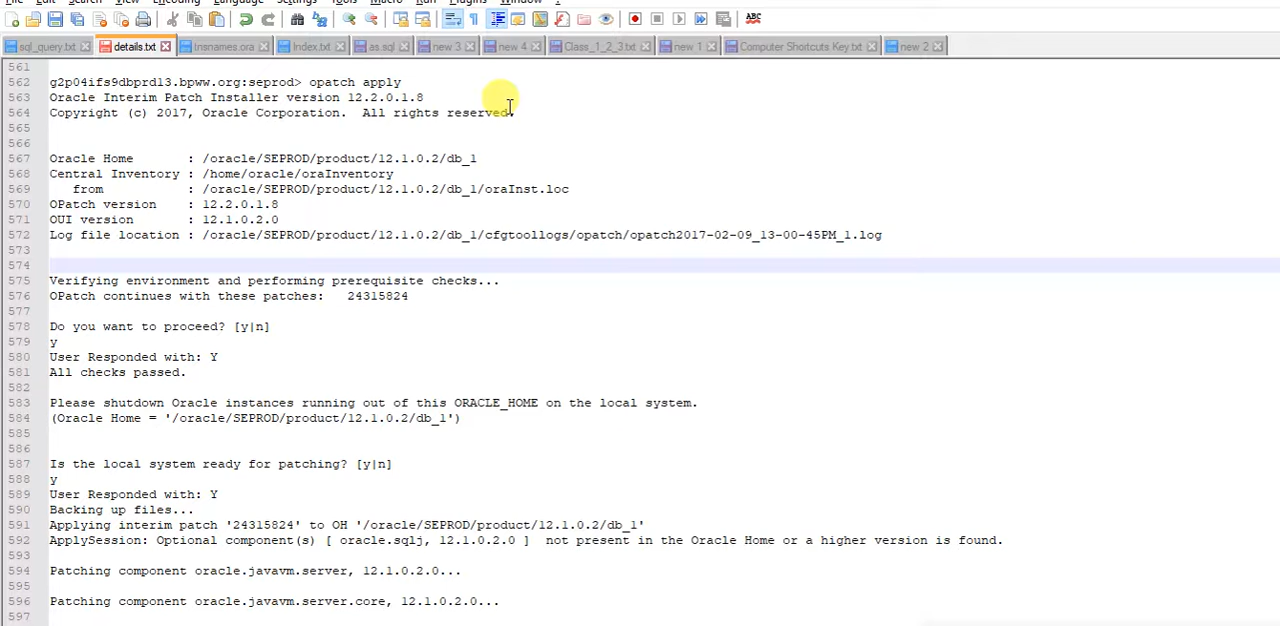 File Edit Search View Encoding Language Settings Tools Macro Run Plugins Window ?
ABC
sql_query.txt details.txt tnsnames.ora Index.txt as.sql new 3 new 4 Class_1_2_3.txt new 1 Computer Shortcuts Key.txt new 2
561
562 g2p04ifs9dbprd13.bpww.org:seprod> opatch apply
563 Oracle Interim Patch Installer version 12.2.0.1.8
564 Copyright (c) 2017, Oracle Corporation.  All rights reserved.
565
566
567 Oracle Home       : /oracle/SEPROD/product/12.1.0.2/db_1
568 Central Inventory : /home/oracle/oraInventory
569    from           : /oracle/SEPROD/product/12.1.0.2/db_1/oraInst.loc
570 OPatch version    : 12.2.0.1.8
571 OUI version       : 12.1.0.2.0
572 Log file location : /oracle/SEPROD/product/12.1.0.2/db_1/cfgtoollogs/opatch/opatch2017-02-09_13-00-45PM_1.log
573
574
575 Verifying environment and performing prerequisite checks...
576 OPatch continues with these patches:   24315824
577
578 Do you want to proceed? [y|n]
579 y
580 User Responded with: Y
581 All checks passed.
582
583 Please shutdown Oracle instances running out of this ORACLE_HOME on the local system.
584 (Oracle Home = '/oracle/SEPROD/product/12.1.0.2/db_1')
585
586
587 Is the local system ready for patching? [y|n]
588 y
589 User Responded with: Y
590 Backing up files...
591 Applying interim patch '24315824' to OH '/oracle/SEPROD/product/12.1.0.2/db_1'
592 ApplySession: Optional component(s) [ oracle.sqlj, 12.1.0.2.0 ]  not present in the Oracle Home or a higher version is found.
593
594 Patching component oracle.javavm.server, 12.1.0.2.0...
595
596 Patching component oracle.javavm.server.core, 12.1.0.2.0...
597